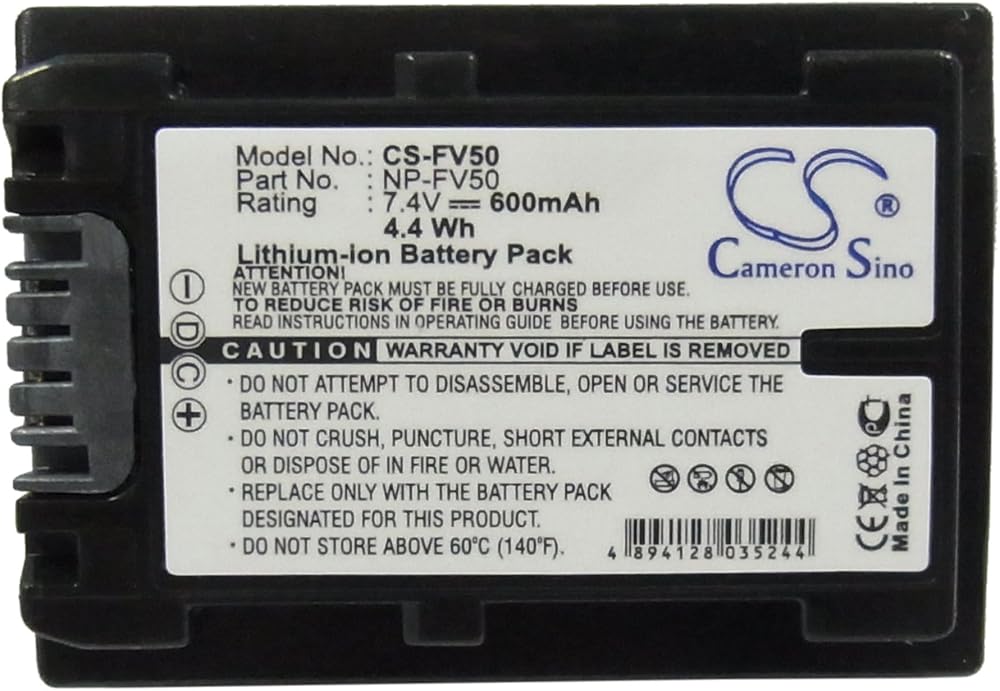 Model No.: CS-FV50
Part No. : NP-FV50
Rating : 7.4V 600mAh
4.4 Wh
Lithium-ion Battery Pack
ATTENTION!
NEW BATTERY PACK MUST BE FULLY CHARGED BEFORE USE.
TO REDUCE RISK OF FIRE OR BURNS
READ INSTRUCTIONS IN OPERATING GUIDE BEFORE USING THE BATTERY.
CS ®
Cameron Sino
− D C +
CAUTION WARRANTY VOID IF LABEL IS REMOVED
• DO NOT ATTEMPT TO DISASSEMBLE, OPEN OR SERVICE THE
BATTERY PACK.
• DO NOT CRUSH, PUNCTURE, SHORT EXTERNAL CONTACTS
OR DISPOSE IN FIRE OR WATER.
• REPLACE ONLY WITH THE BATTERY PACK
DESIGNATED FOR THIS PRODUCT.
• DO NOT STORE ABOVE 60°C (140°F).
4 894128 035244
CE
Made In China